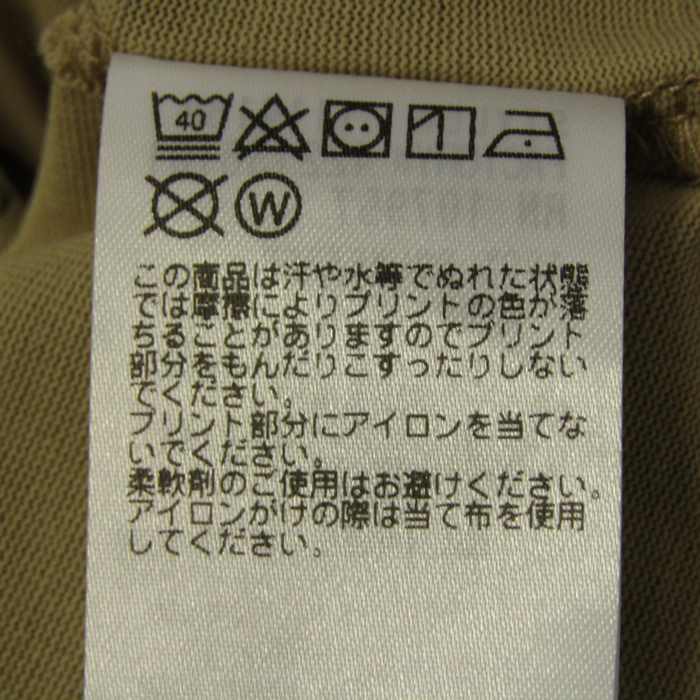 40
W
この商品は汗や水等でぬれた状態
では摩擦によりプリントの色が落
ちることがありますのでプリント
部分をもんだりこすったりしない
でください。
プリント部分にアイロンを当てな
いでください。
柔軟剤のご使用はお避けください。
アイロンがけの際は当て布を使用
してください。